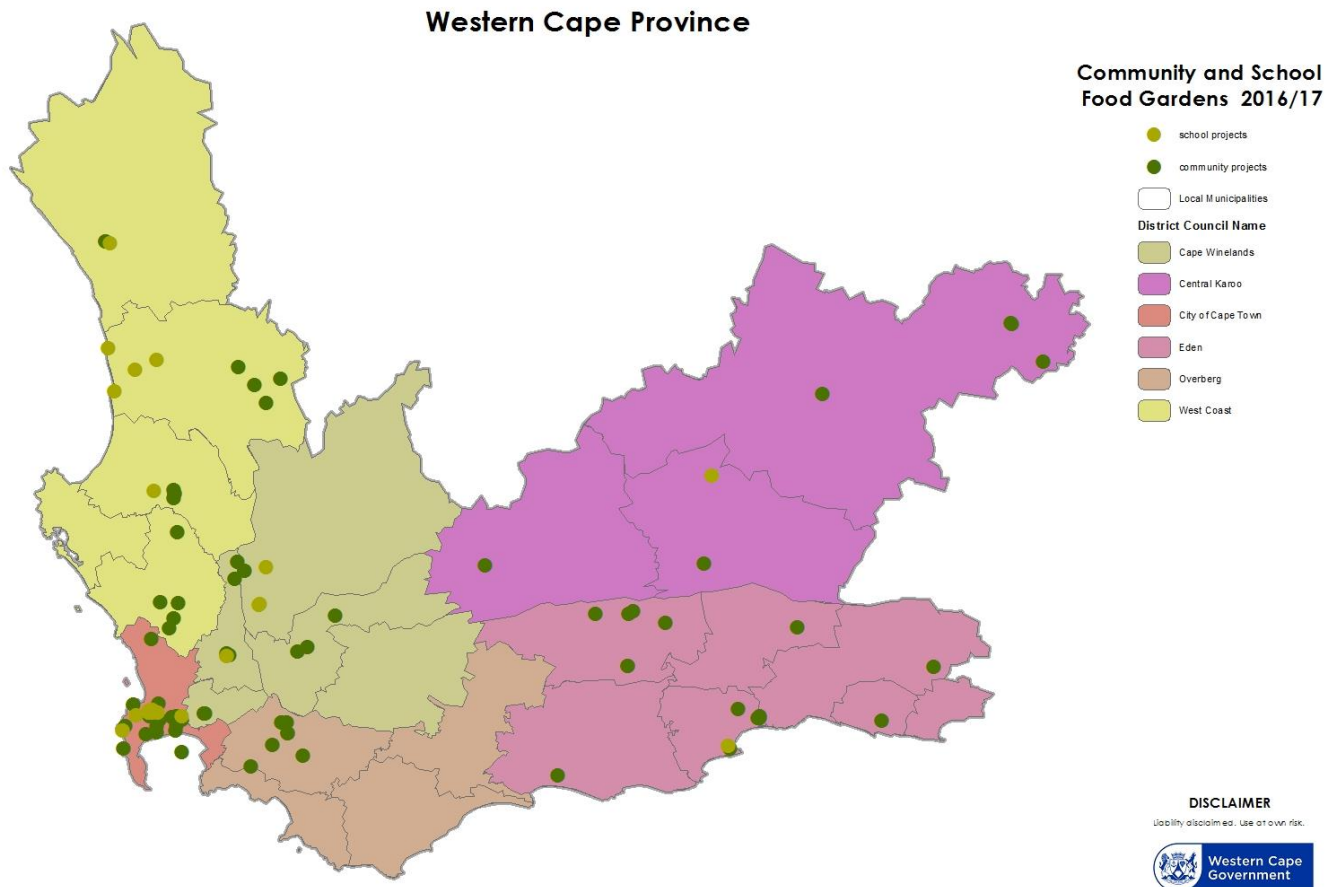 Western Cape Province
Community and School
Food Gardens 2016/17
school projects
community projects
Local Municipalities
District Council Name
Cape Winelands
Central Karoo
City of Cape Town
Eden
Overberg
West Coast
DISCLAIMER
Liability disclaimed. Use at own risk.
Western Cape
Government